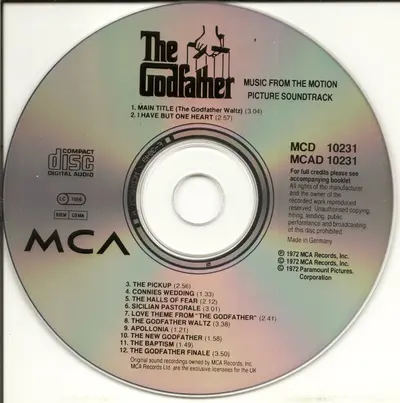 The
Godfather
MUSIC FROM THE MOTION
PICTURE SOUNDTRACK
1. MAIN TITLE (The Godfather Waltz) (3.04)
2. I HAVE BUT ONE HEART (2.57)
COMPACT
disc
DIGITAL AUDIO
MCD 10231
MCAD 10231
For full credits please see
accompanying booklet
All rights of the manufacturer
and the owner of the
recorded work reproduced
reserved. Unauthorised copying,
hiring, lending, public
performance and broadcasting
of this disc prohibited.
Made in Germany
LC 1056
BIEM GEMA
MCA
Ⓟ 1972 MCA Records, Inc.
© 1972 MCA Records, Inc.
© 1972 Paramount Pictures,
Corporation
3. THE PICKUP (2.56)
4. CONNIES WEDDING (1.33)
5. THE HALLS OF FEAR (2.12)
6. SICILIAN PASTORALE (3.01)
7. LOVE THEME FROM "THE GODFATHER" (2.41)
8. THE GODFATHER WALTZ (3.38)
9. APOLLONIA (1.21)
10. THE NEW GODFATHER (1.58)
11. THE BAPTISM (1.49)
12. THE GODFATHER FINALE (3.50)
Original sound recordings owned by MCA Records, Inc.
MCA Records Ltd. are the exclusive licensees for the UK